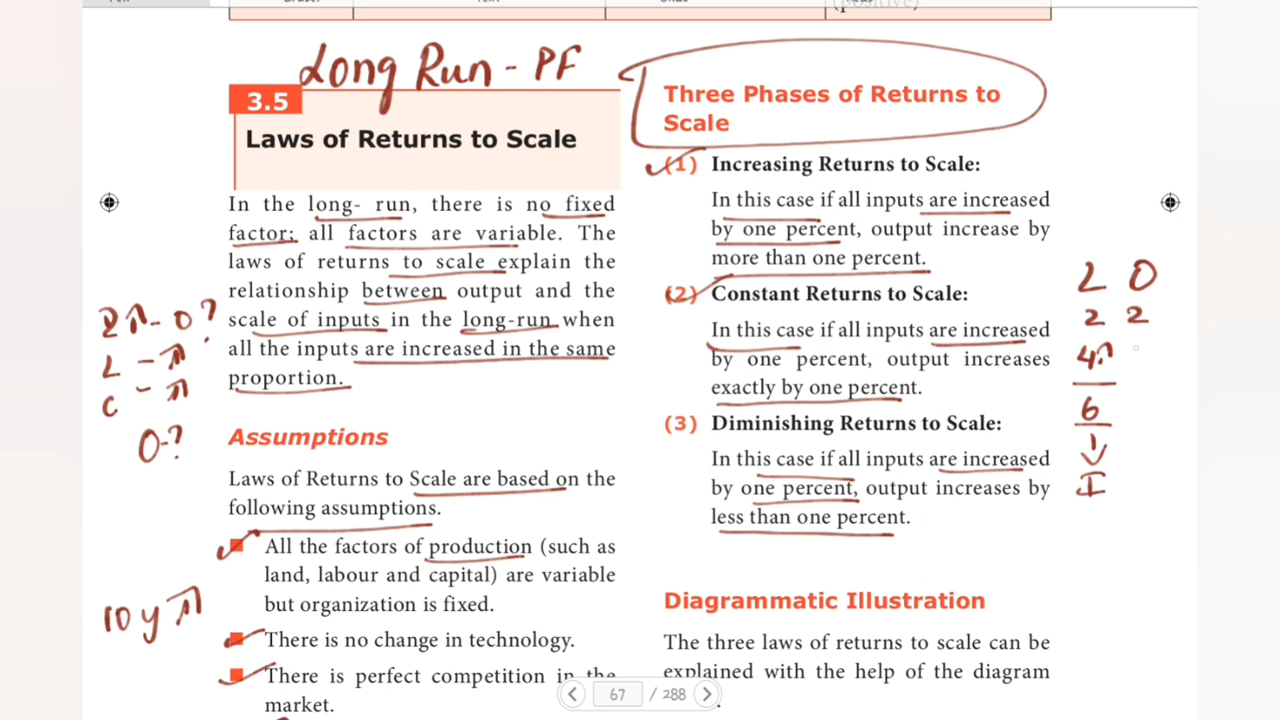 (positive)
Long Run - PF
3.5
Laws of Returns to Scale
In the long- run, there is no fixed
factor; all factors are variable. The
laws of returns to scale explain the
relationship between output and the
scale of inputs in the long-run when
all the inputs are increased in the same
proportion.
Assumptions
Laws of Returns to Scale are based on the
following assumptions.
All the factors of production (such as
land, labour and capital) are variable
but organization is fixed.
There is no change in technology.
There is perfect competition in the
market.
O-?
10 y
Three Phases of Returns to
Scale
(1) Increasing Returns to Scale:
In this case if all inputs are increased
by one percent, output increase by
more than one percent.
(2) Constant Returns to Scale:
In this case if all inputs are increased
by one percent, output increases
exactly by one percent.
(3) Diminishing Returns to Scale:
In this case if all inputs are increased
by one percent, output increases by
less than one percent.
Diagrammatic Illustration
The three laws of returns to scale can be
explained with the help of the diagram
L O
2 2
4
6
I
67 / 288